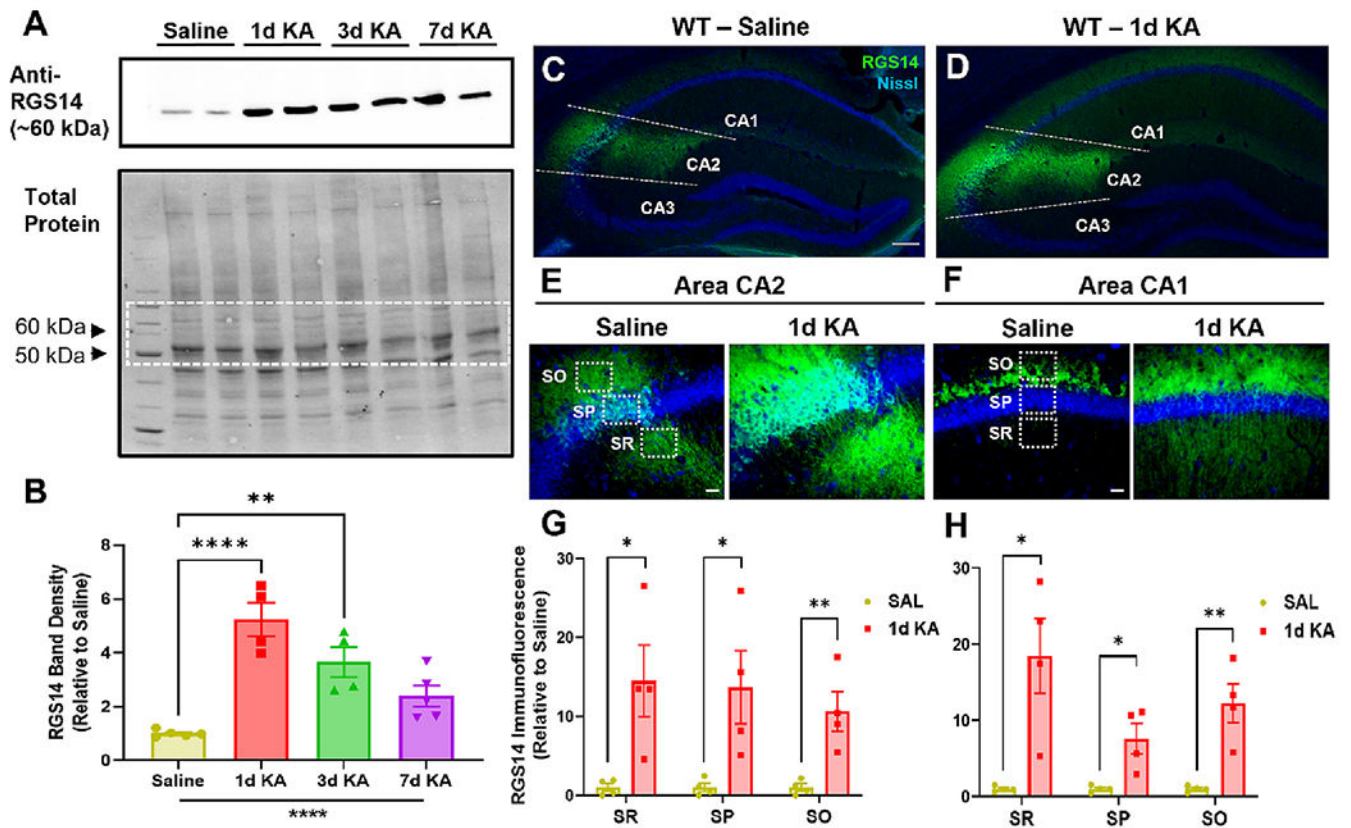 A
Saline 1d KA 3d KA 7d KA
Anti-
RGS14
(~60 kDa)
Total
Protein
60 kDa
50 kDa
B
RGS14 Band Density
(Relative to Saline)
8
6
4
2
0
**
****
Saline 1d KA 3d KA 7d KA
****
WT – Saline
C
RGS14
Nissl
CA1
CA2
CA3
WT – 1d KA
D
CA1
CA2
CA3
E
Area CA2
Saline 1d KA
SO
SP
SR
F
Area CA1
Saline 1d KA
SO
SP
SR
G
RGS14 Immunofluorescence
(Relative to Saline)
30
20
10
0
* * **
SAL
1d KA
SR SP SO
H
30
20
10
0
* * **
SAL
1d KA
SR SP SO